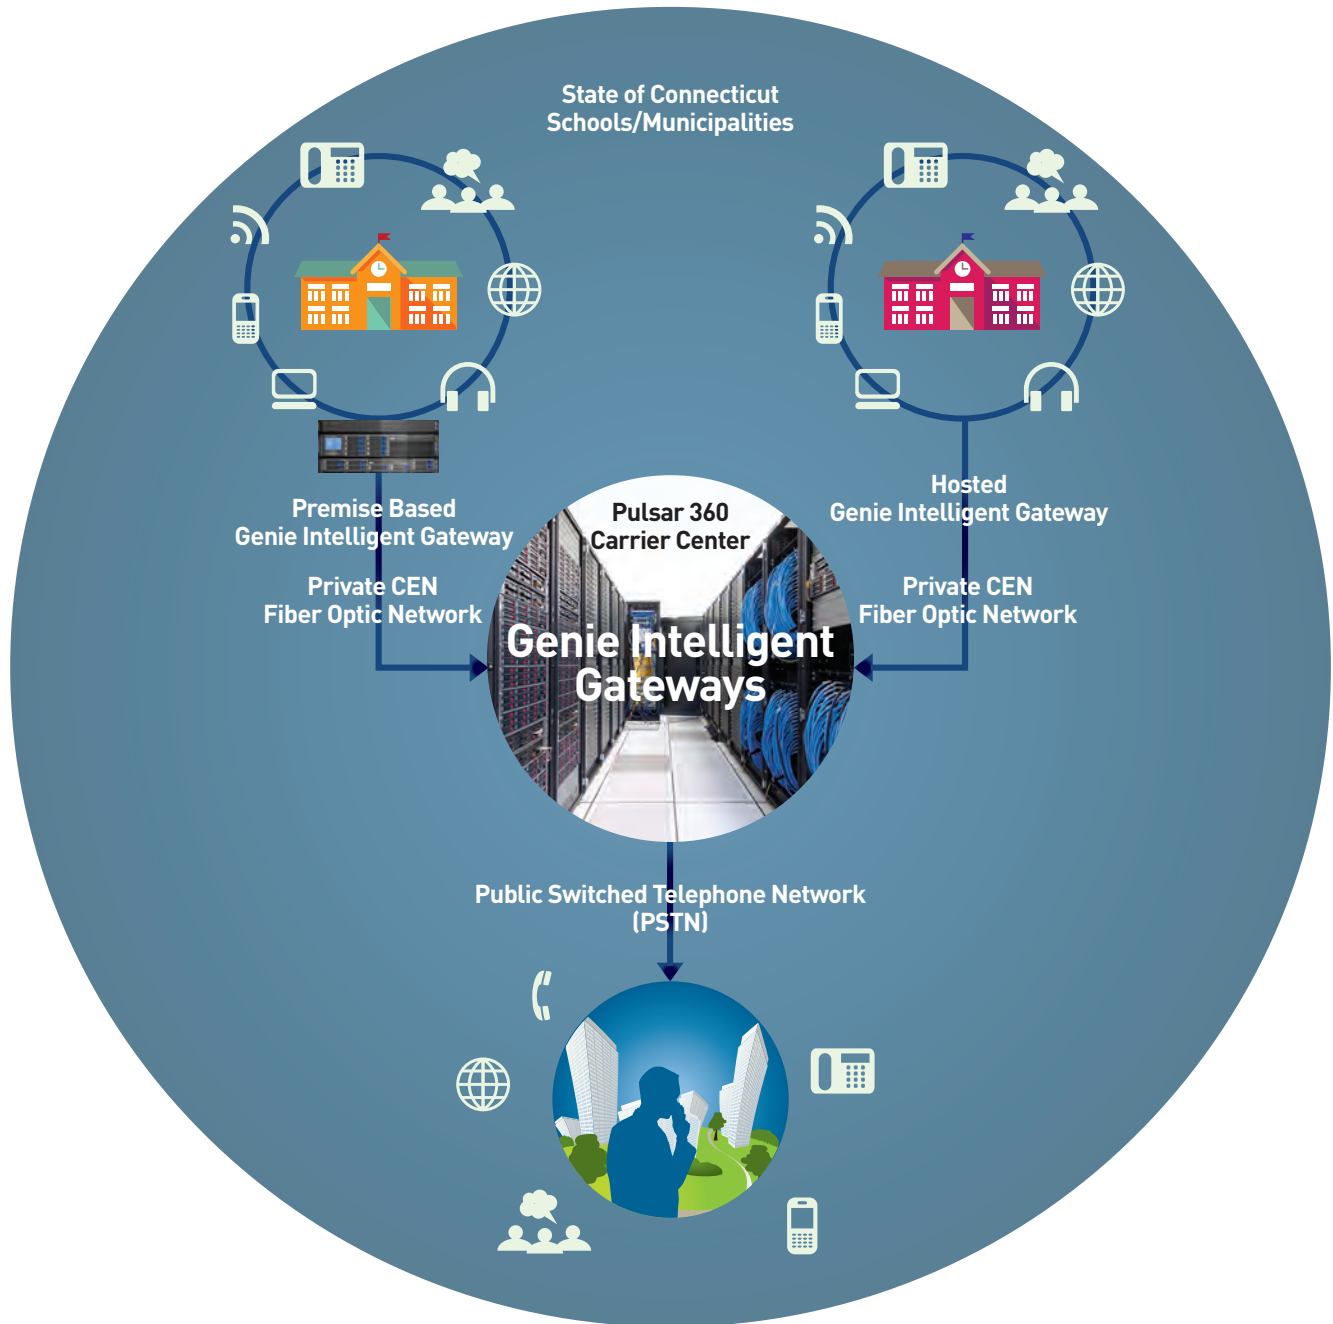 State of Connecticut
Schools/Municipalities
Premise Based
Genie Intelligent Gateway
Private CEN
Fiber Optic Network
Pulsar 360
Carrier Center
Genie Intelligent
Gateways
Hosted
Genie Intelligent Gateway
Private CEN
Fiber Optic Network
Public Switched Telephone Network
(PSTN)